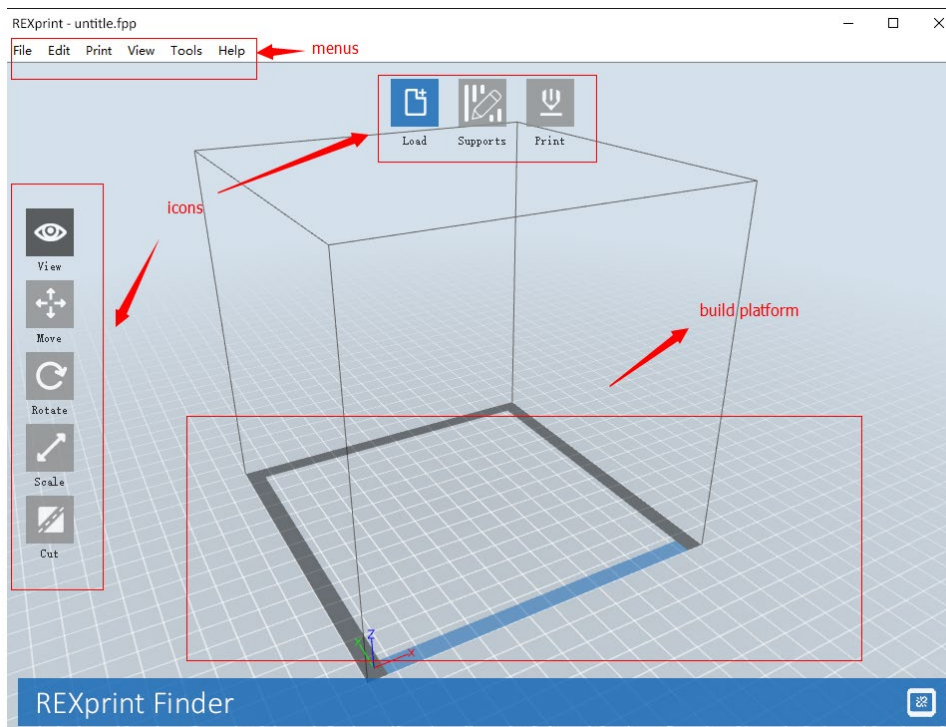 REXprint - untitle.fpp
File Edit Print View Tools Help
menus
Load Supports Print
icons
View
Move
Rotate
Scale
Cut
build platform
Z
Y
X
REXprint Finder